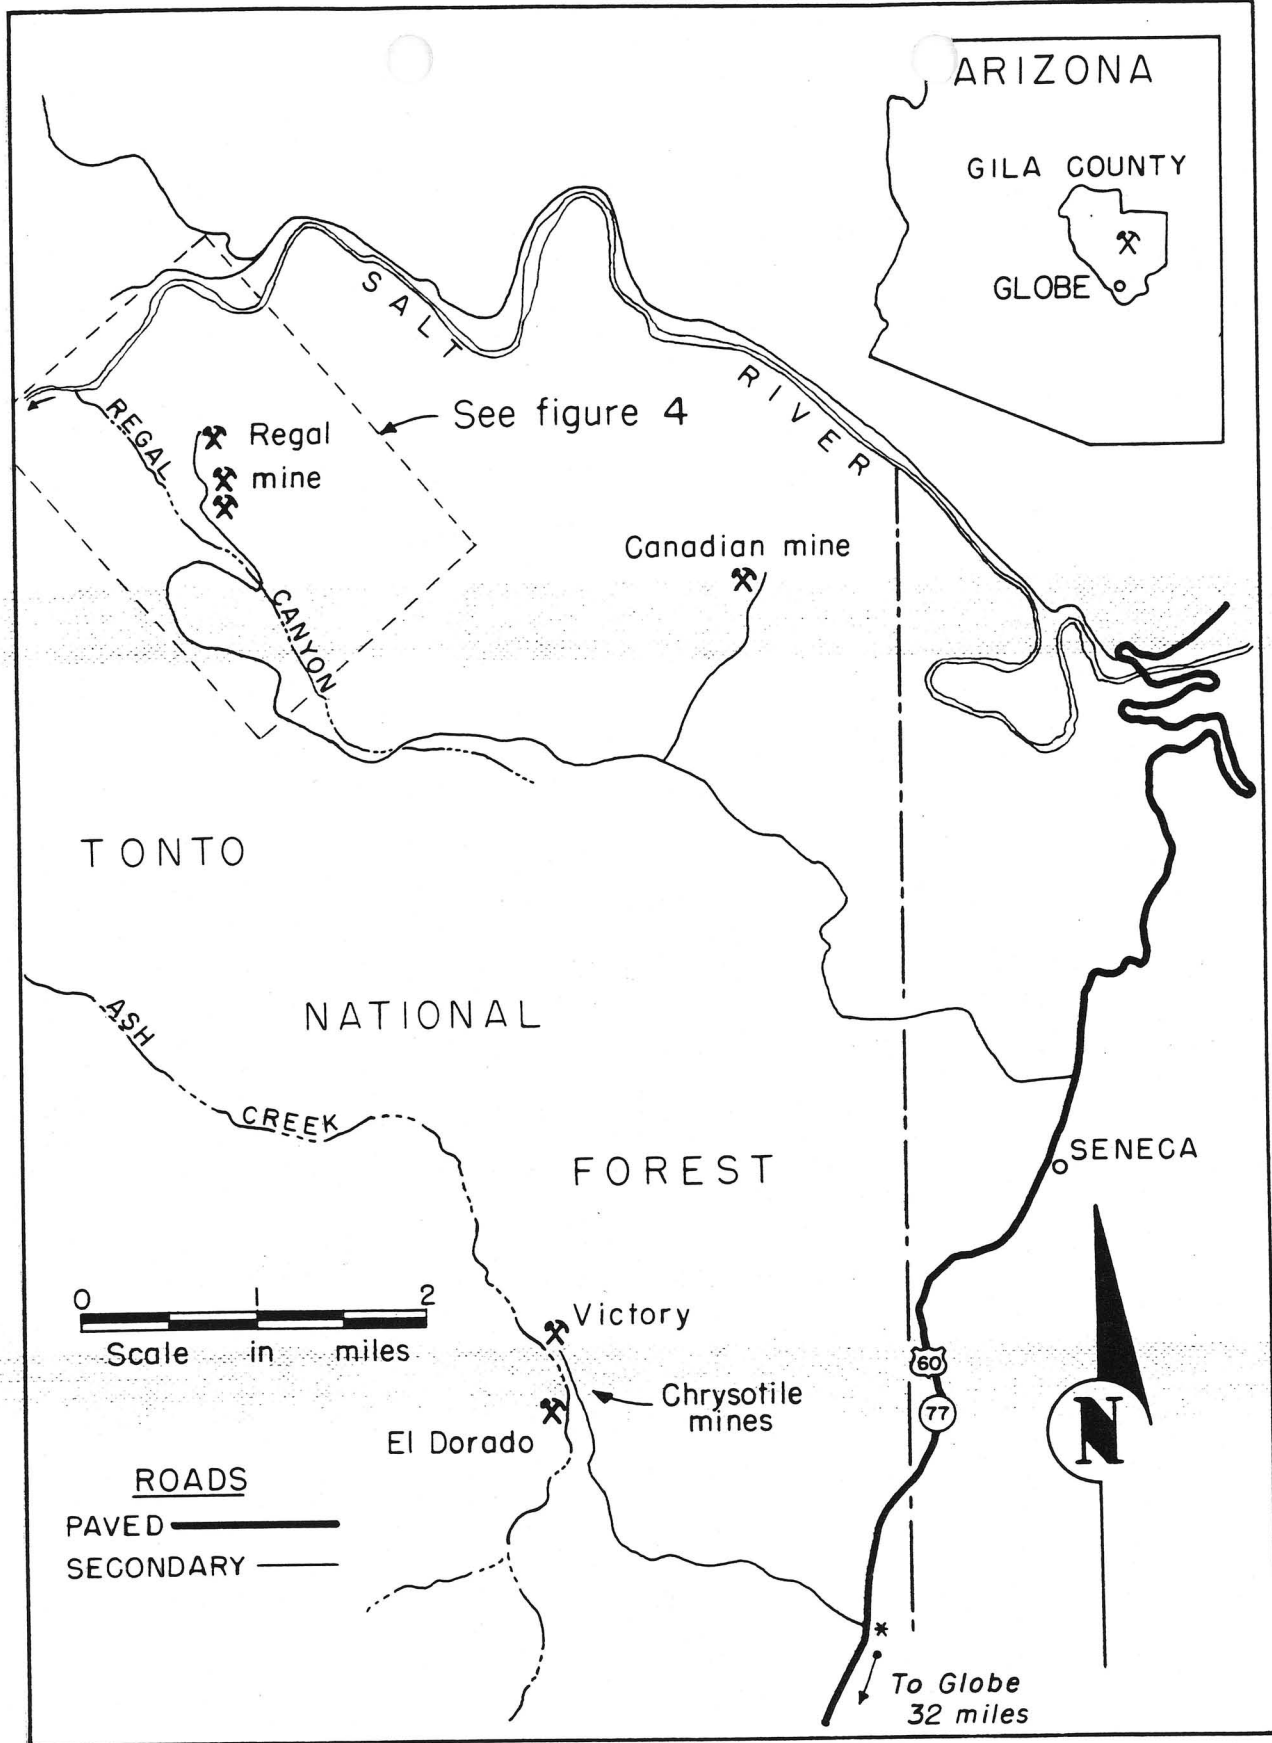 ARIZONA
GILA COUNTY
GLOBE
SALT
RIVER
See figure 4
REGAL
CANYON
Regal
mine
Canadian mine
TONTO
NATIONAL
FOREST
ASH
CREEK
SENECA
0 1 2
Scale in miles
Victory
Chrysotile
mines
El Dorado
60
77
N
ROADS
PAVED
SECONDARY
*
To Globe
32 miles